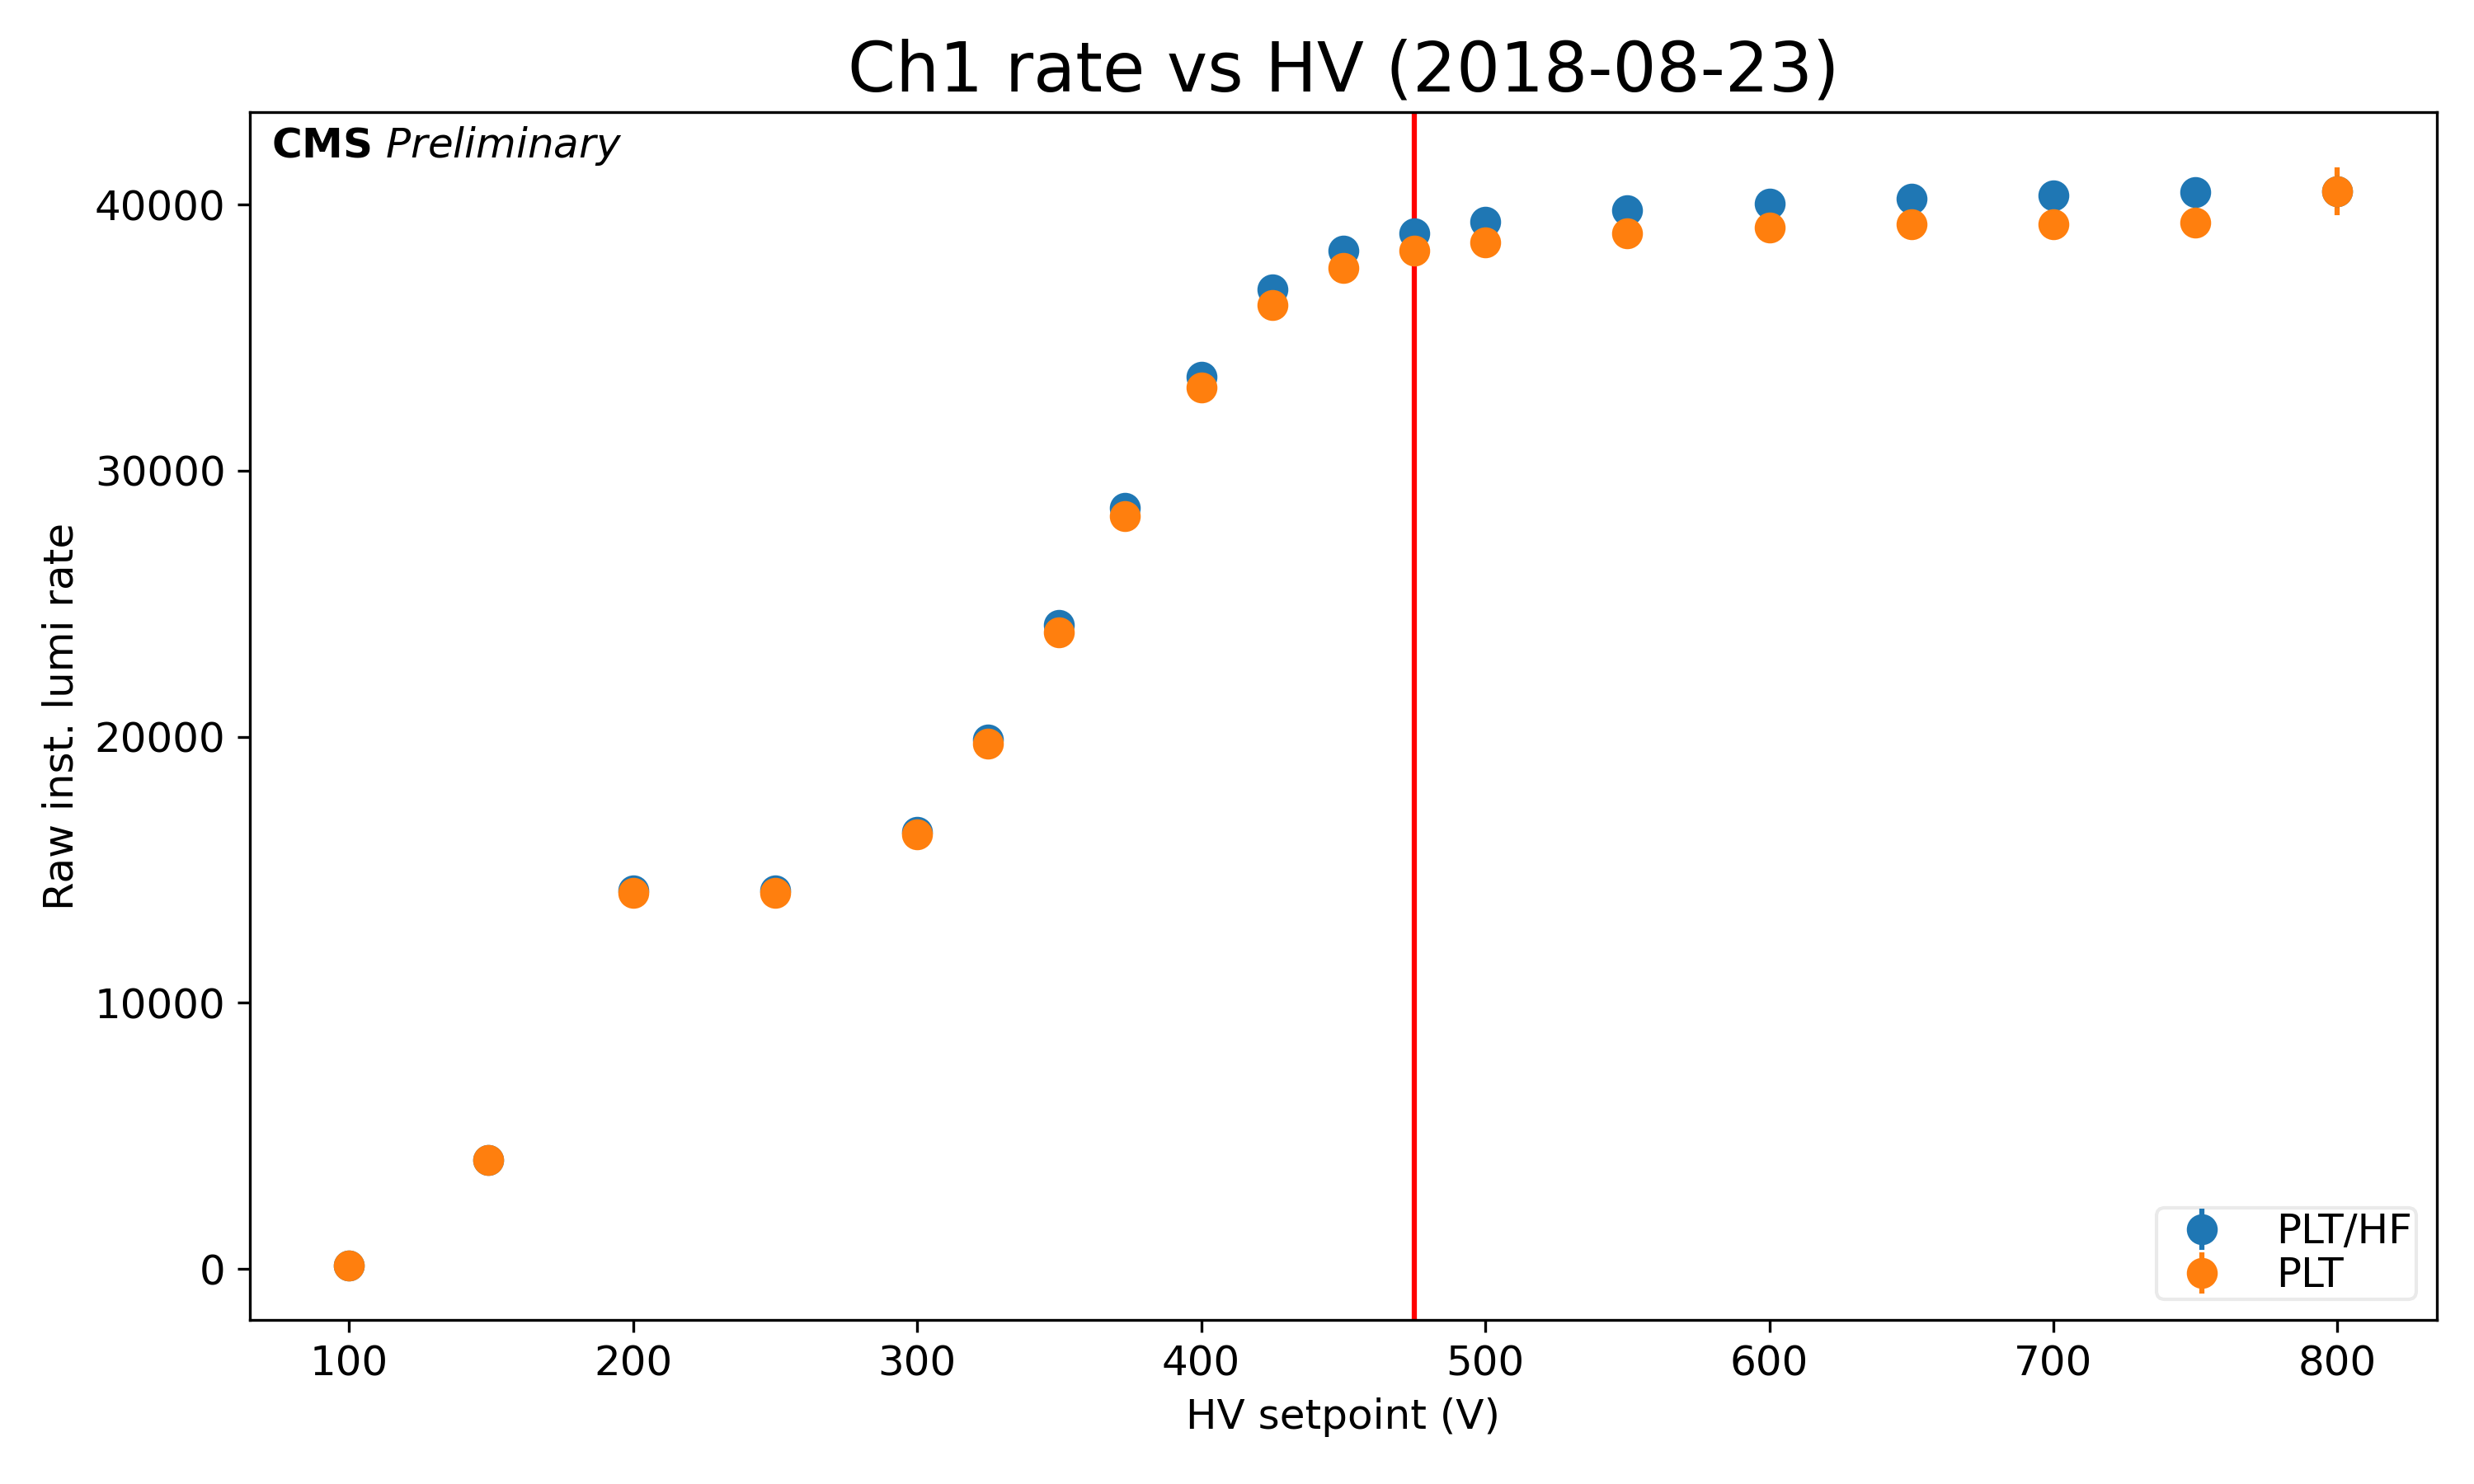 Ch1 rate vs HV (2018-08-23)
CMS Preliminary
40000
30000
20000
10000
0
Raw inst. lumi rate
PLT/HF
PLT
100 200 300 400 500 600 700 800
HV setpoint (V)